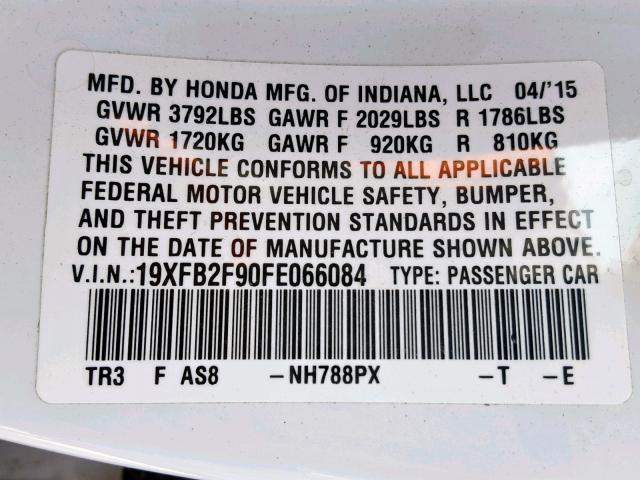 MFD. BY HONDA MFG. OF INDIANA, LLC 04/'15
GVWR 3792LBS GAWR F 2029LBS R 1786LBS
GVWR 1720KG GAWR F 920KG R 810KG
THIS VEHICLE CONFORMS TO ALL APPLICABLE
FEDERAL MOTOR VEHICLE SAFETY, BUMPER,
AND THEFT PREVENTION STANDARDS IN EFFECT
ON THE DATE OF MANUFACTURE SHOWN ABOVE.
V.I.N.:19XFB2F90FE066084 TYPE: PASSENGER CAR
TR3 F AS8 -NH788PX -T -E